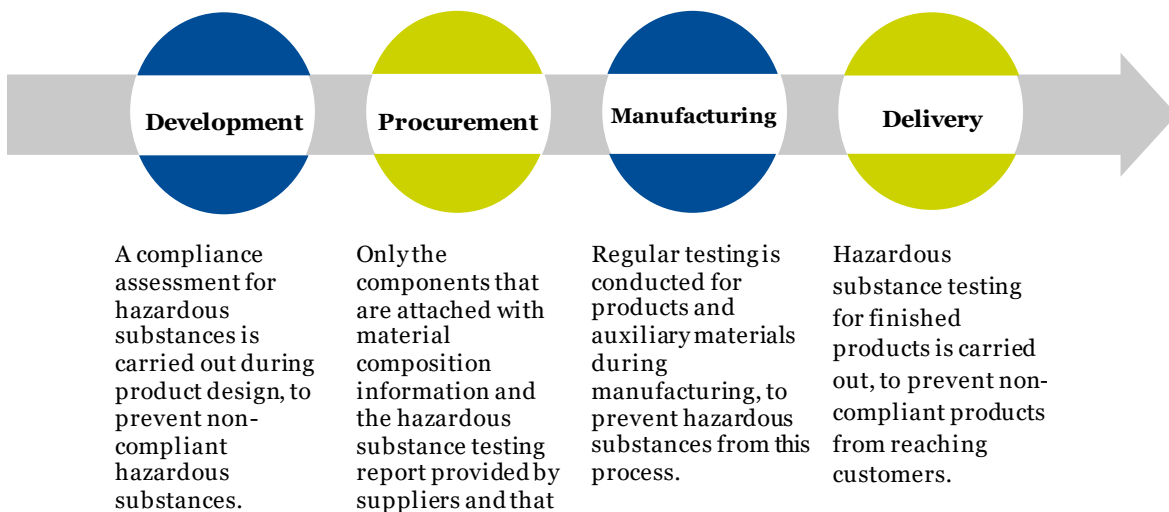 Development
Procurement
Manufacturing
Delivery
A compliance
assessment for
hazardous
substances is
carried out during
product design, to
prevent non-
compliant
hazardous
substances.
Only the
components that
are attached with
material
composition
information and
the hazardous
substance testing
report provided by
suppliers and that
Regular testing is
conducted for
products and
auxiliary materials
during
manufacturing, to
prevent hazardous
substances from this
process.
Hazardous
substance testing
for finished
products is carried
out, to prevent non-
compliant products
from reaching
customers.